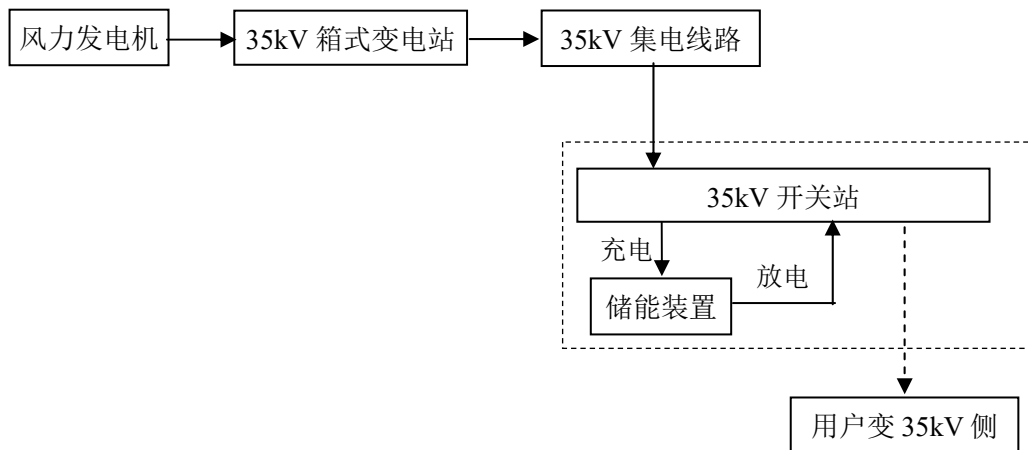 风力发电机
35kV 箱式变电站
35kV 集电线路
35kV 开关站
充电
放电
储能装置
用户变 35kV 侧